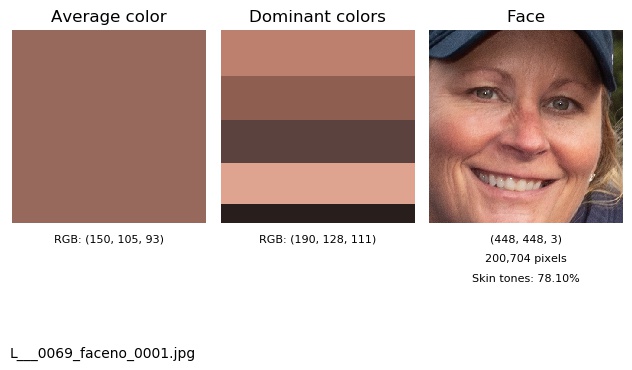 Average color
Dominant colors
Face
RGB: (150, 105, 93)
RGB: (190, 128, 111)
(448, 448, 3)
200,704 pixels
Skin tones: 78.10%
L___0069_faceno_0001.jpg